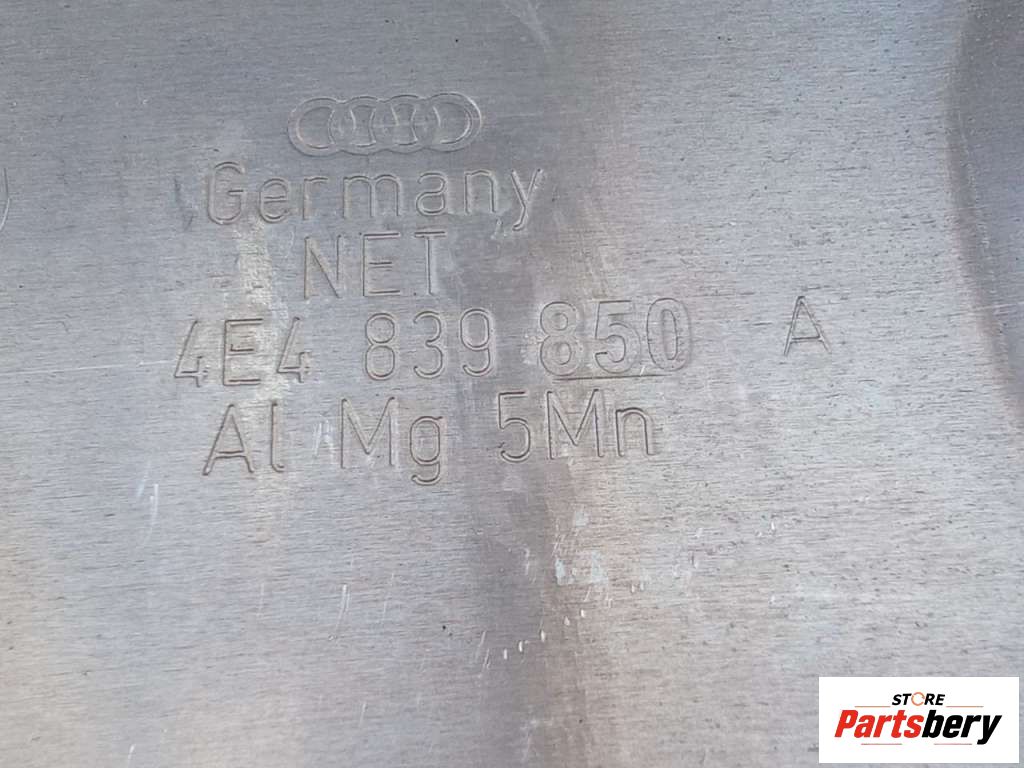 Germany
NET
4E4 839 850 A
Al Mg 5Mn
STORE
Partsbery